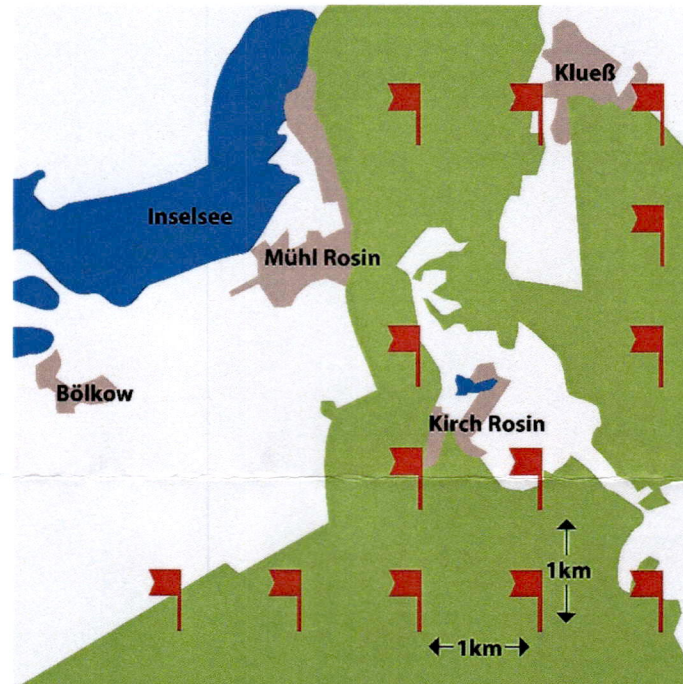 Klueß
Inselsee
Mühl Rosin
Bölkow
Kirch Rosin
1km
1km